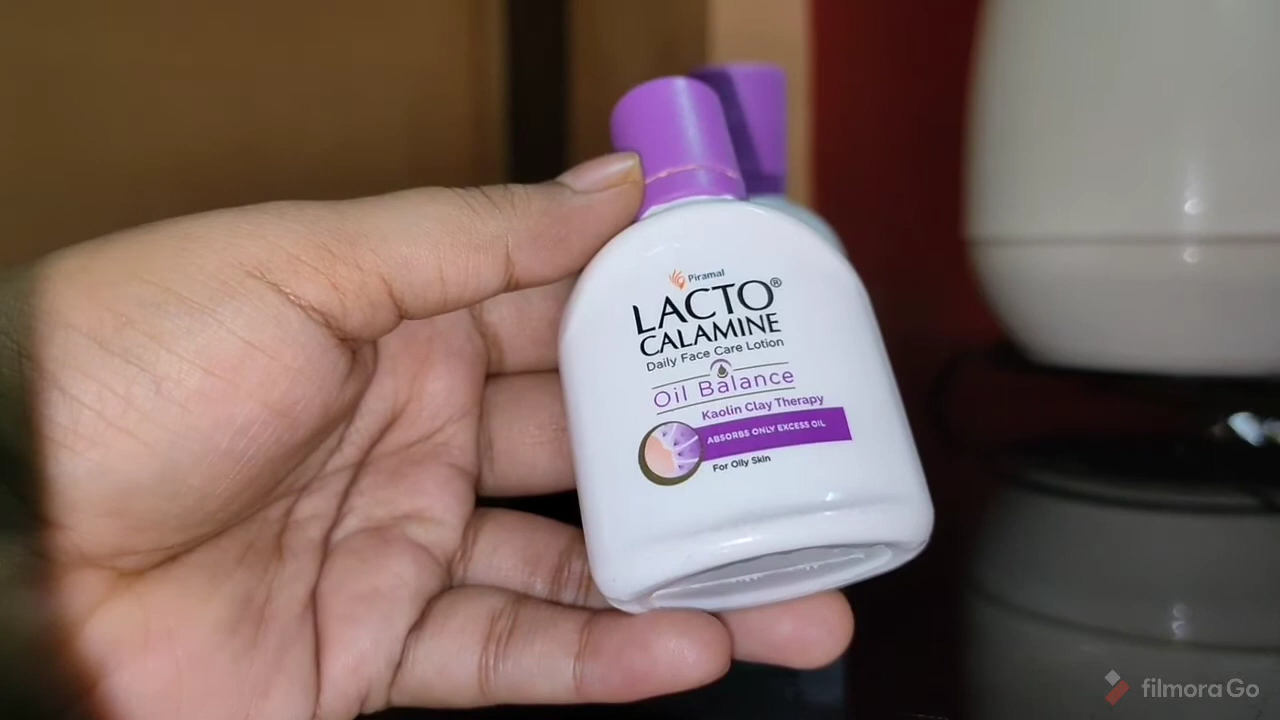 Piramal
LACTO®
CALAMINE
Daily Face Care Lotion
Oil Balance
Kaolin Clay Therapy
ABSORBS ONLY EXCESS OIL
For Oily Skin
filmoraGo